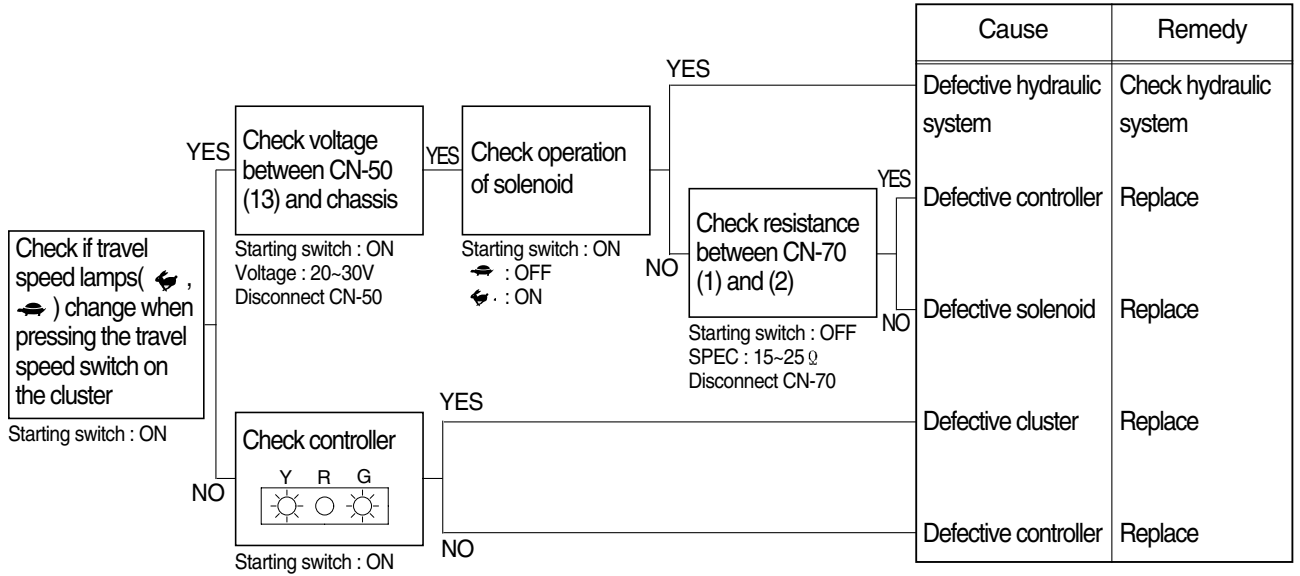 Check if travel
speed lamps( ,
) change when
pressing the travel
speed switch on
the cluster
Starting switch : ON
YES
Check voltage
between CN-50
(13) and chassis
Starting switch : ON
Voltage : 20~30V
Disconnect CN-50
YES
Check operation
of solenoid
Starting switch : ON
: OFF
: ON
YES
NO
Check resistance
between CN-70
(1) and (2)
Starting switch : OFF
SPEC : 15~25 Ω
Disconnect CN-70
YES
NO
NO
Check controller
Y R G
Starting switch : ON
YES
NO
Cause Remedy
Defective hydraulic Check hydraulic
system system
Defective controller Replace
Defective solenoid Replace
Defective cluster Replace
Defective controller Replace